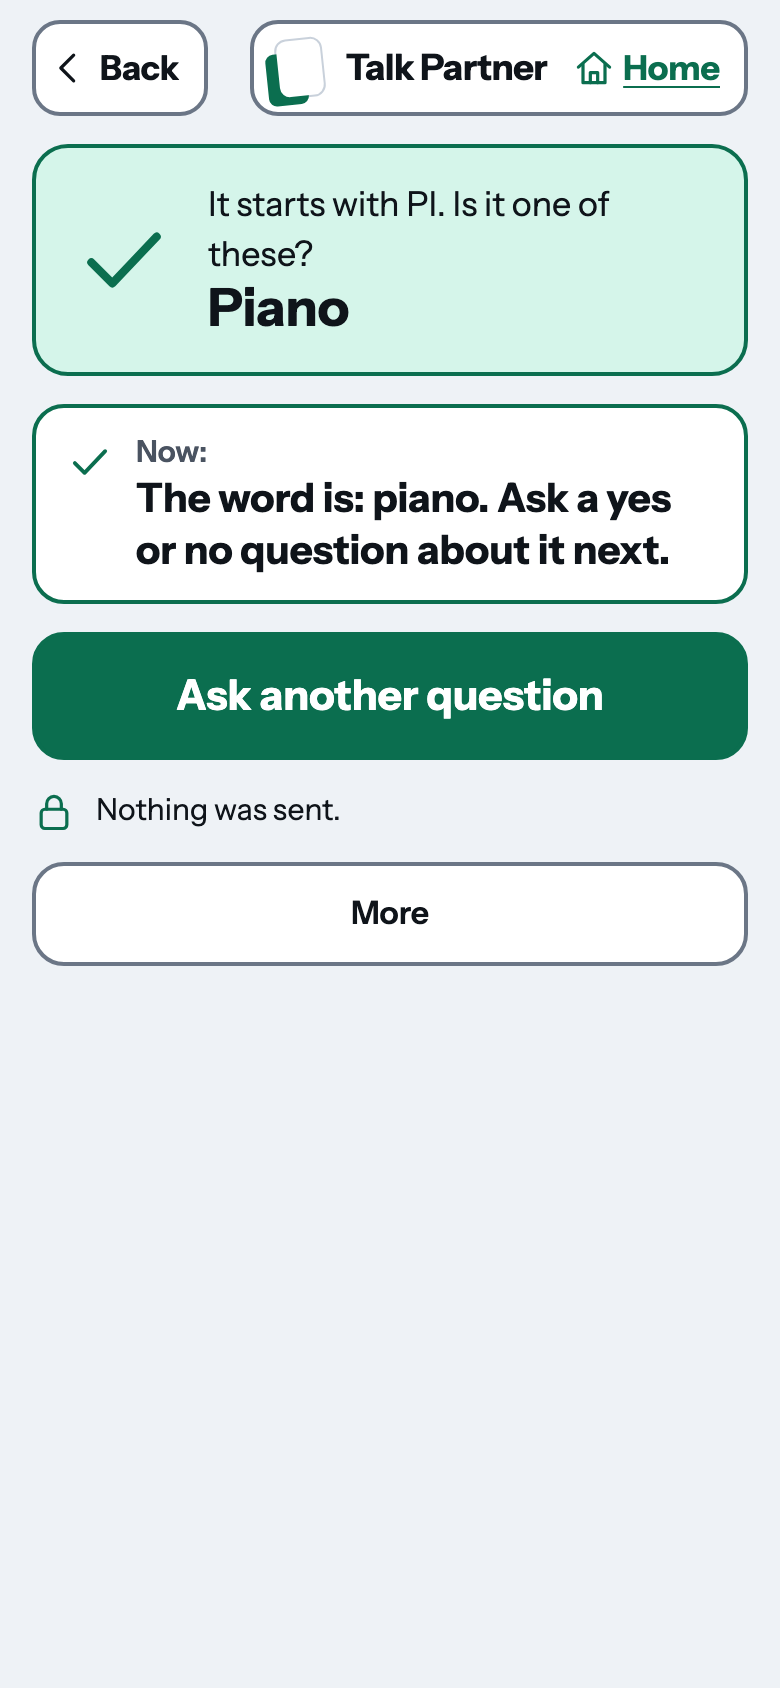 Back
Talk Partner
Home
It starts with PI. Is it one of
these?
Piano
Now:
The word is: piano. Ask a yes
or no question about it next.
Ask another question
Nothing was sent.
More